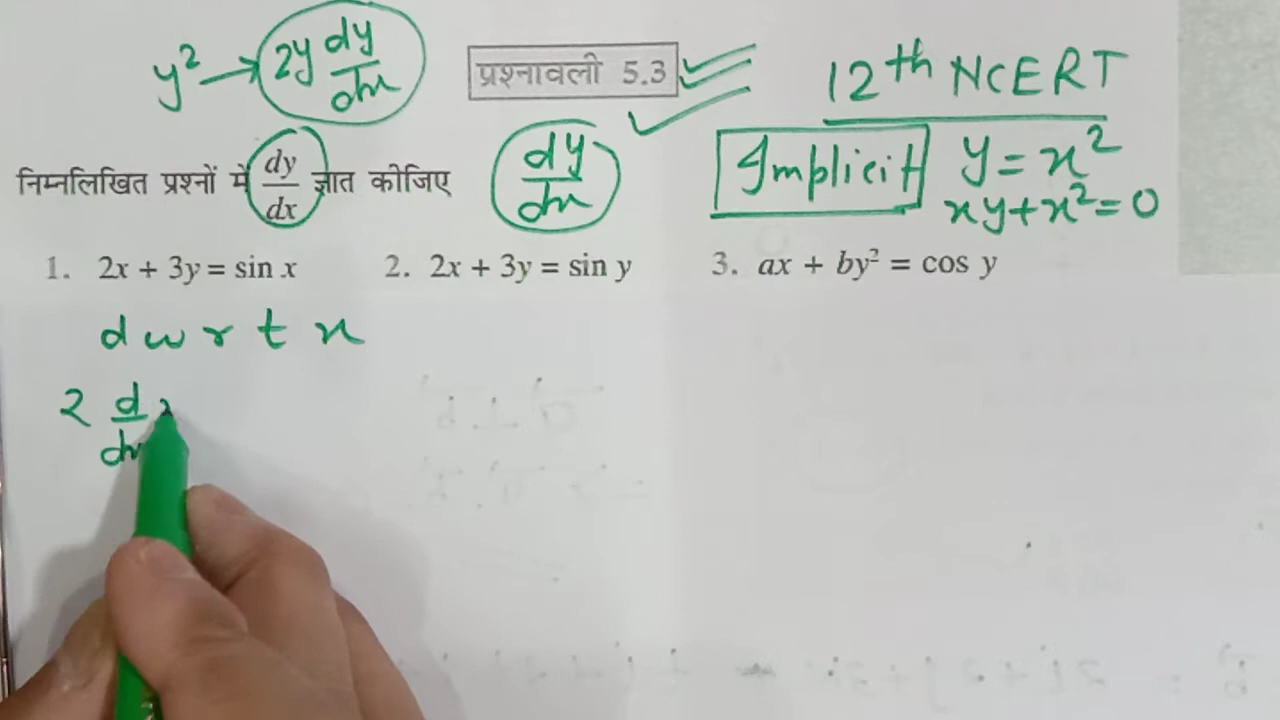 y² → 2y dy/dx
प्रश्नावली 5.3
12th NCERT
निम्नलिखित प्रश्नों में dy/dx ज्ञात कीजिए
dy/dx
Implicit
y = x²
xy + x² = 0
1. 2x + 3y = sin x
2. 2x + 3y = sin y
3. ax + by² = cos y
d w r t x
2 d/dx